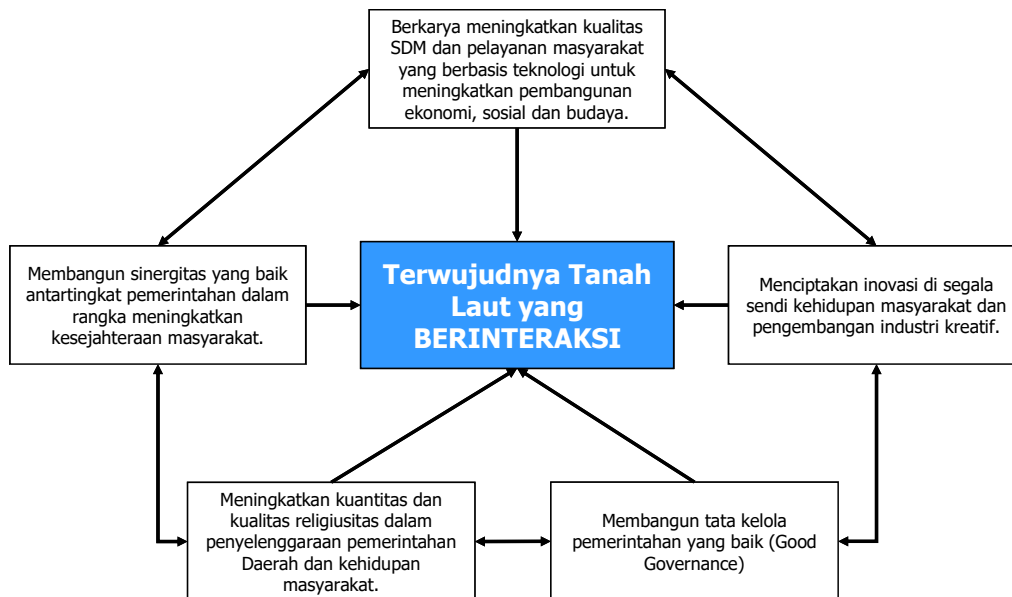 Berkarya meningkatkan kualitas
SDM dan pelayanan masyarakat
yang berbasis teknologi untuk
meningkatkan pembangunan
ekonomi, sosial dan budaya.
Membangun sinergitas yang baik
antartingkat pemerintahan dalam
rangka meningkatkan
kesejahteraan masyarakat.
Terwujudnya Tanah
Laut yang
BERINTERAKSI
Menciptakan inovasi di segala
sendi kehidupan masyarakat dan
pengembangan industri kreatif.
Meningkatkan kuantitas dan
kualitas religiusitas dalam
penyelenggaraan pemerintahan
Daerah dan kehidupan
masyarakat.
Membangun tata kelola
pemerintahan yang baik (Good
Governance)